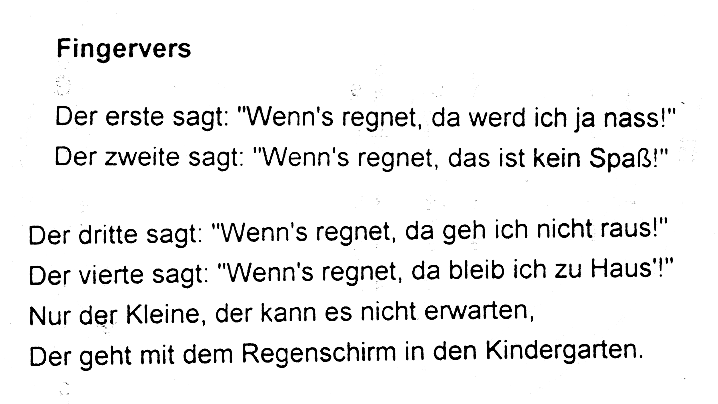 Fingervers
Der erste sagt: "Wenn's regnet, da werd ich ja nass!"
Der zweite sagt: "Wenn's regnet, das ist kein Spaß!"
Der dritte sagt: "Wenn's regnet, da geh ich nicht raus!"
Der vierte sagt: "Wenn's regnet, da bleib ich zu Haus'!"
Nur der Kleine, der kann es nicht erwarten,
Der geht mit dem Regenschirm in den Kindergarten.